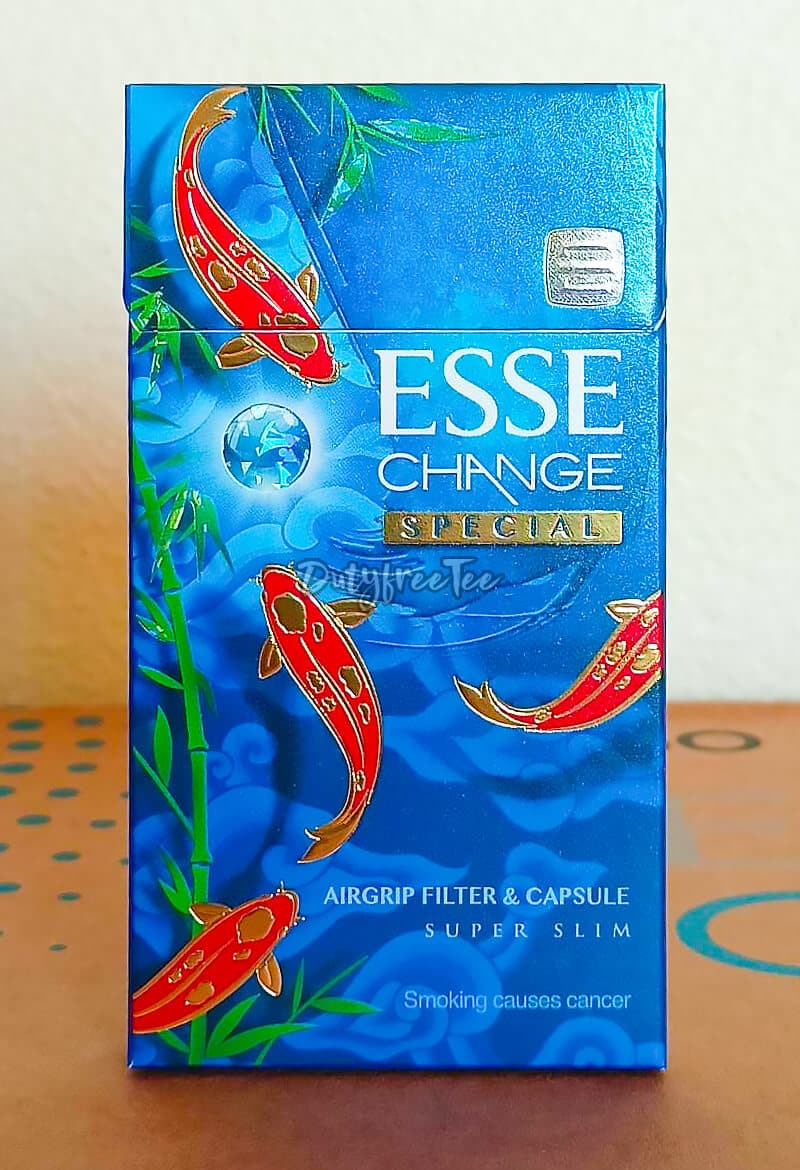 ESSE
CHANGE
SPECIAL
DutyfreeTee
AIRGRIP FILTER & CAPSULE
SUPER SLIM
Smoking causes cancer